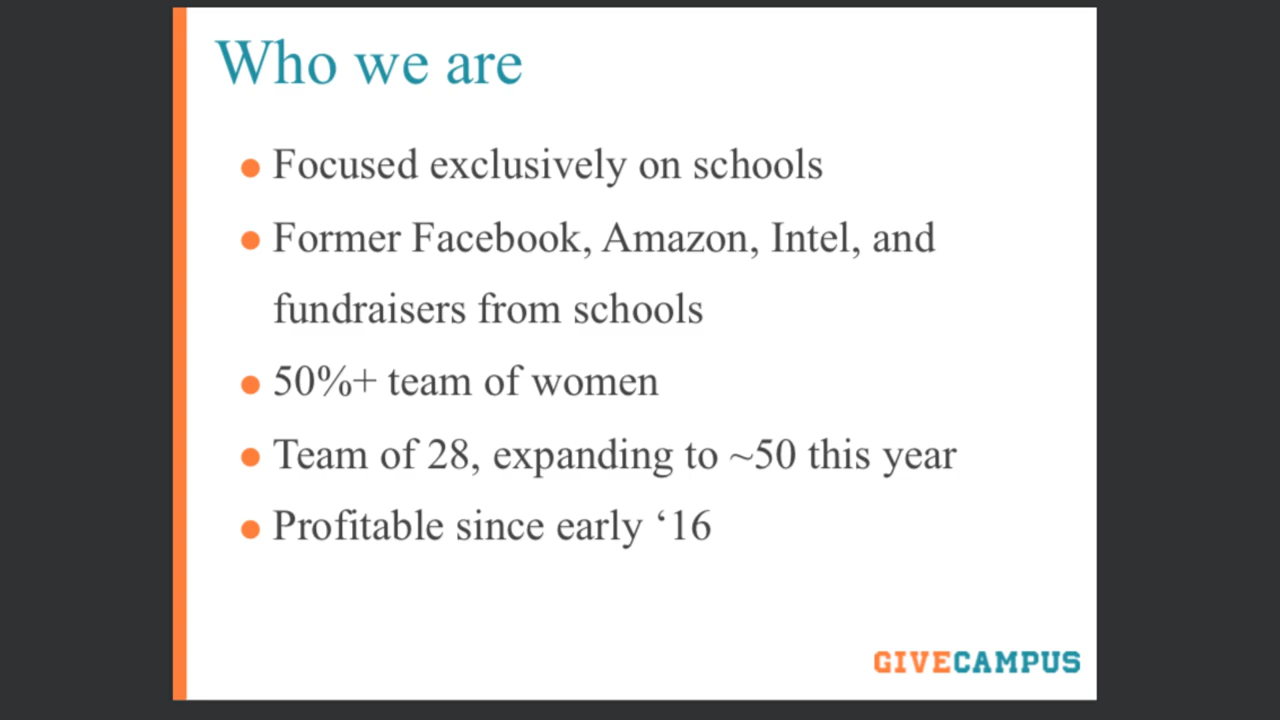 Who we are
● Focused exclusively on schools
● Former Facebook, Amazon, Intel, and
fundraisers from schools
● 50%+ team of women
● Team of 28, expanding to ~50 this year
● Profitable since early ‘16
GIVECAMPUS